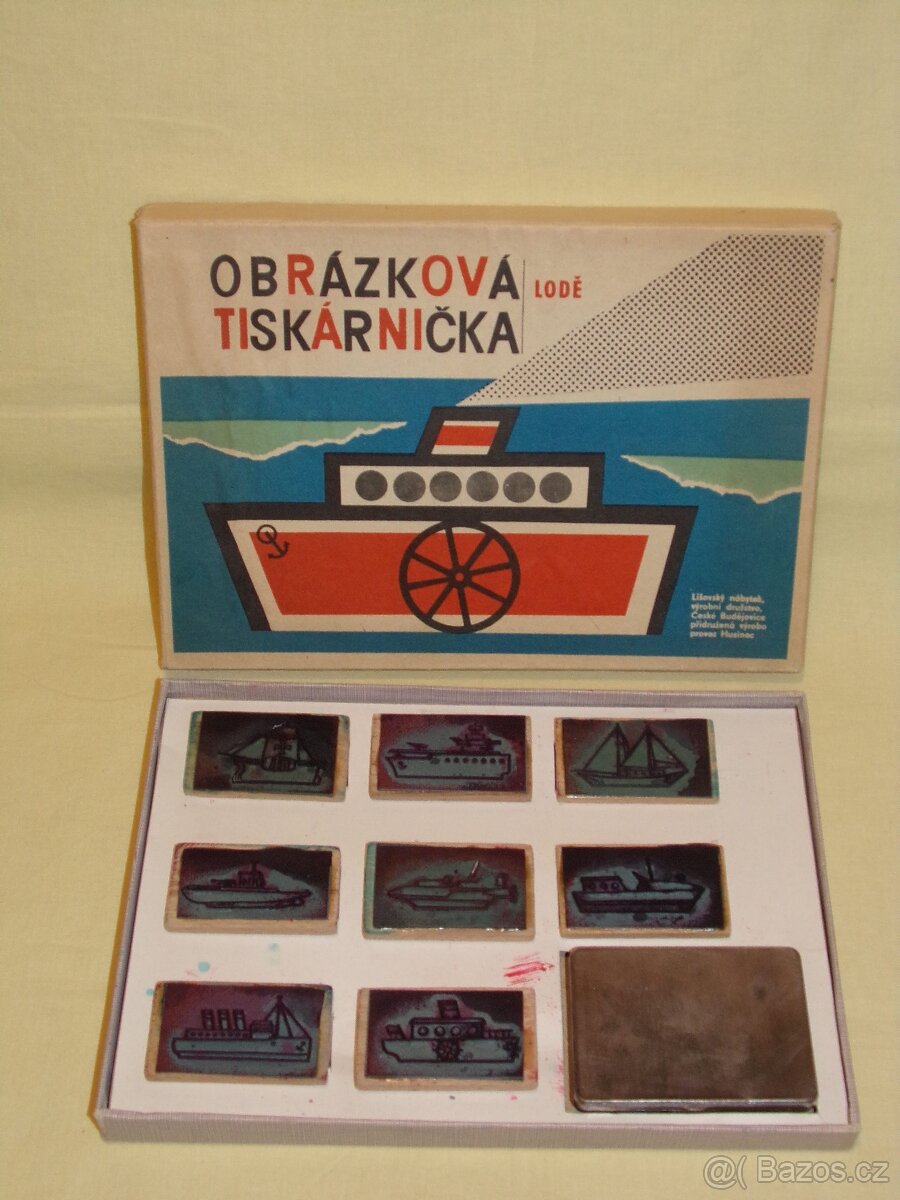 OBRÁZKOVÁ
TISKÁRNIČKA
LODĚ
Lišovský nábytek,
výrobní družstvo,
České Budějovice
přidružená výroba
provoz Husinec
@( Bazos.cz